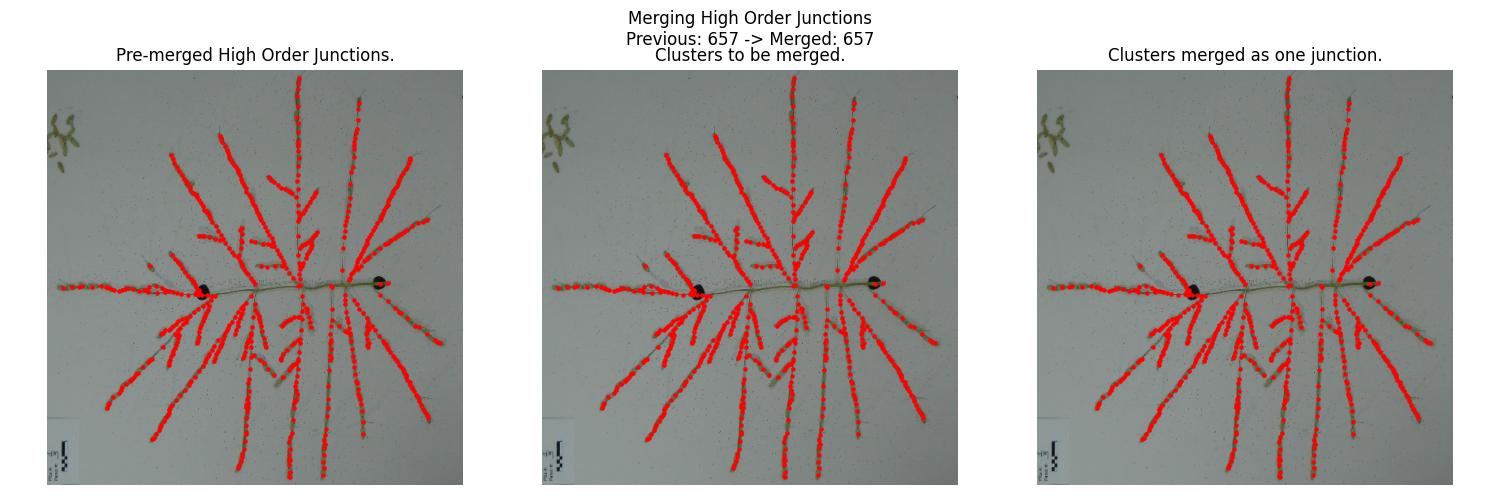 Merging High Order Junctions
Previous: 657 -> Merged: 657
Pre-merged High Order Junctions.
Clusters to be merged.
Clusters merged as one junction.